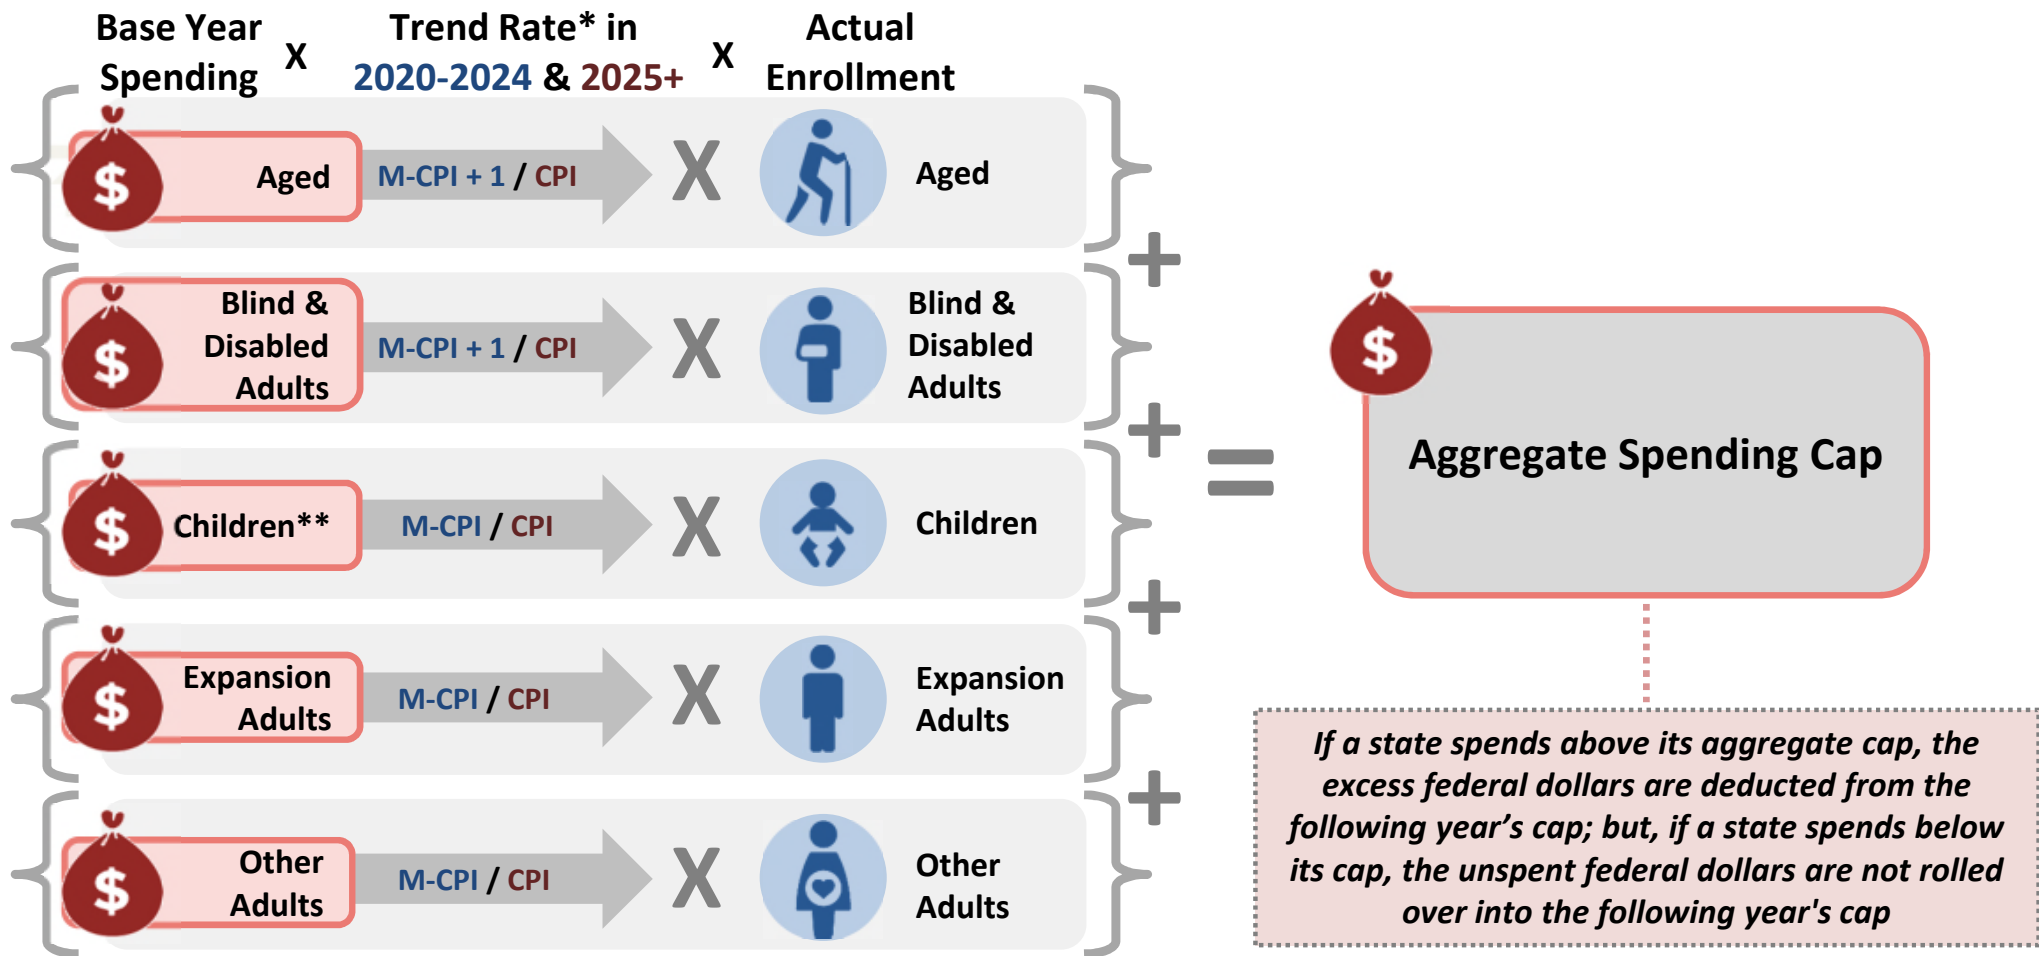 Base Year
Spending
X
Trend Rate* in
2020-2024 & 2025+
X
Actual
Enrollment
$
Aged
M-CPI + 1 / CPI
X
Aged
+
$
Blind &
Disabled
Adults
M-CPI + 1 / CPI
X
Blind &
Disabled
Adults
+
$
Children**
M-CPI / CPI
X
Children
+
$
Expansion
Adults
M-CPI / CPI
X
Expansion
Adults
+
$
Other
Adults
M-CPI / CPI
X
Other
Adults
=
$
Aggregate Spending Cap
If a state spends above its aggregate cap, the
excess federal dollars are deducted from the
following year’s cap; but, if a state spends below
its cap, the unspent federal dollars are not rolled
over into the following year's cap